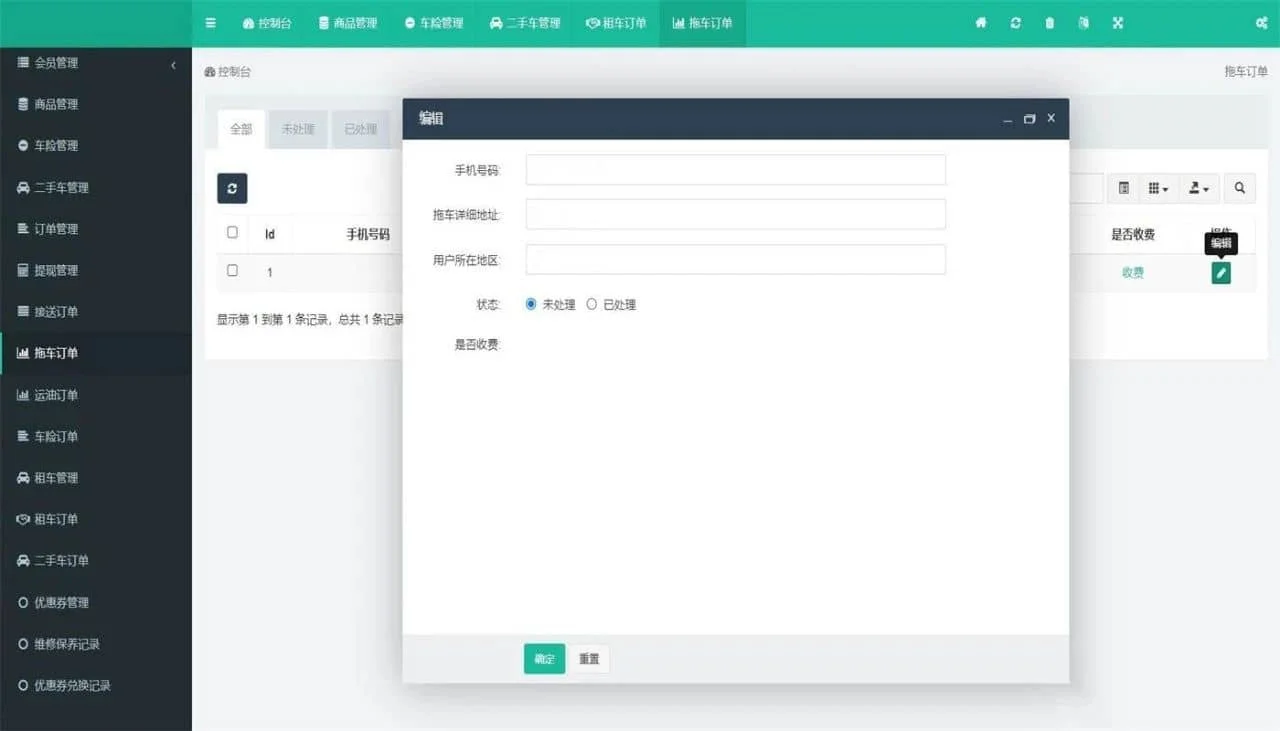 控制台 商品管理 车险管理 二手车管理 租车订单 拖车订单
会员管理
商品管理
车险管理
二手车管理
订单管理
提现管理
接送订单
拖车订单
运油订单
车险订单
租车管理
租车订单
二手车订单
优惠券管理
维修保养记录
优惠券兑换记录
控制台 拖车订单
全部 未处理 已处理
Id 手机号码 是否收费
编辑
1 收费
显示第 1 到第 1 条记录，总共 1 条记录
编辑
手机号码:
拖车详细地址:
用户所在地区:
状态: 未处理 已处理
是否收费:
确定 重置